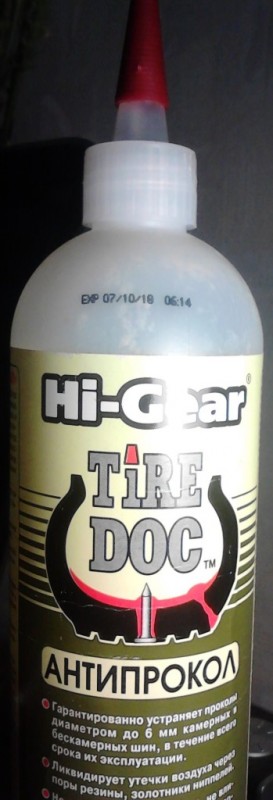 EXP 07/10/18 06:14
Hi-Gear®
TiRE
DOC™
АНТИПРОКОЛ
Гарантированно устраняет проколы
диаметром до 6 мм камерных и
бескамерных шин, в течение всего
срока их эксплуатации.
Ликвидирует утечки воздуха через
поры резины, золотники ниппелей,